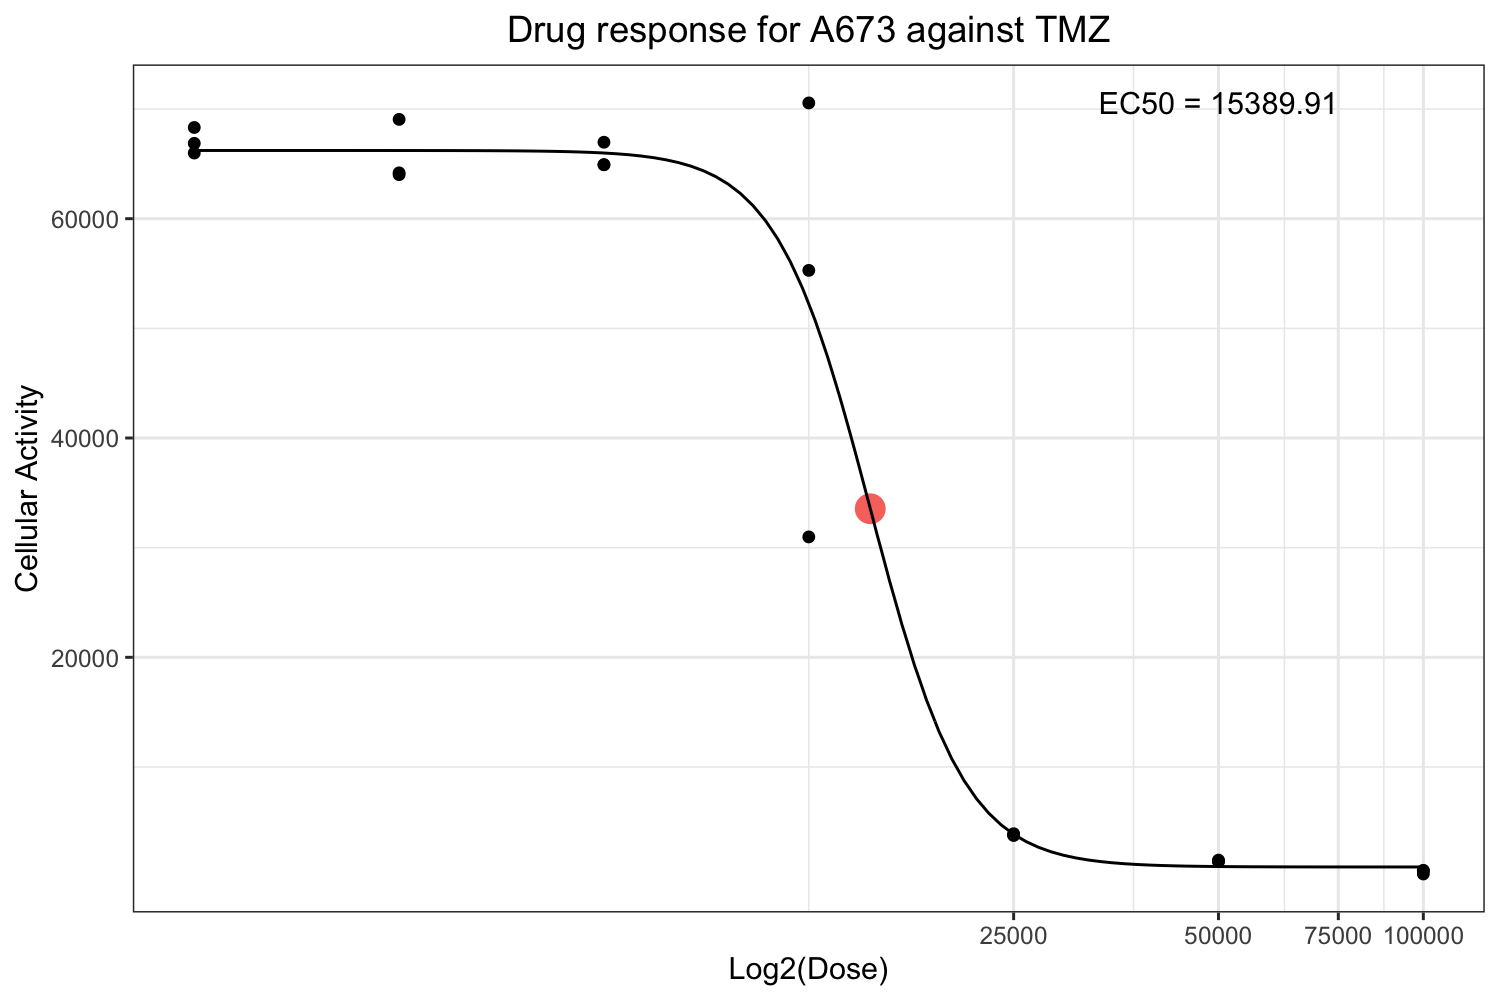 Drug response for A673 against TMZ
EC50 = 15389.91
60000
40000
20000
Cellular Activity
25000 50000 75000 100000
Log2(Dose)